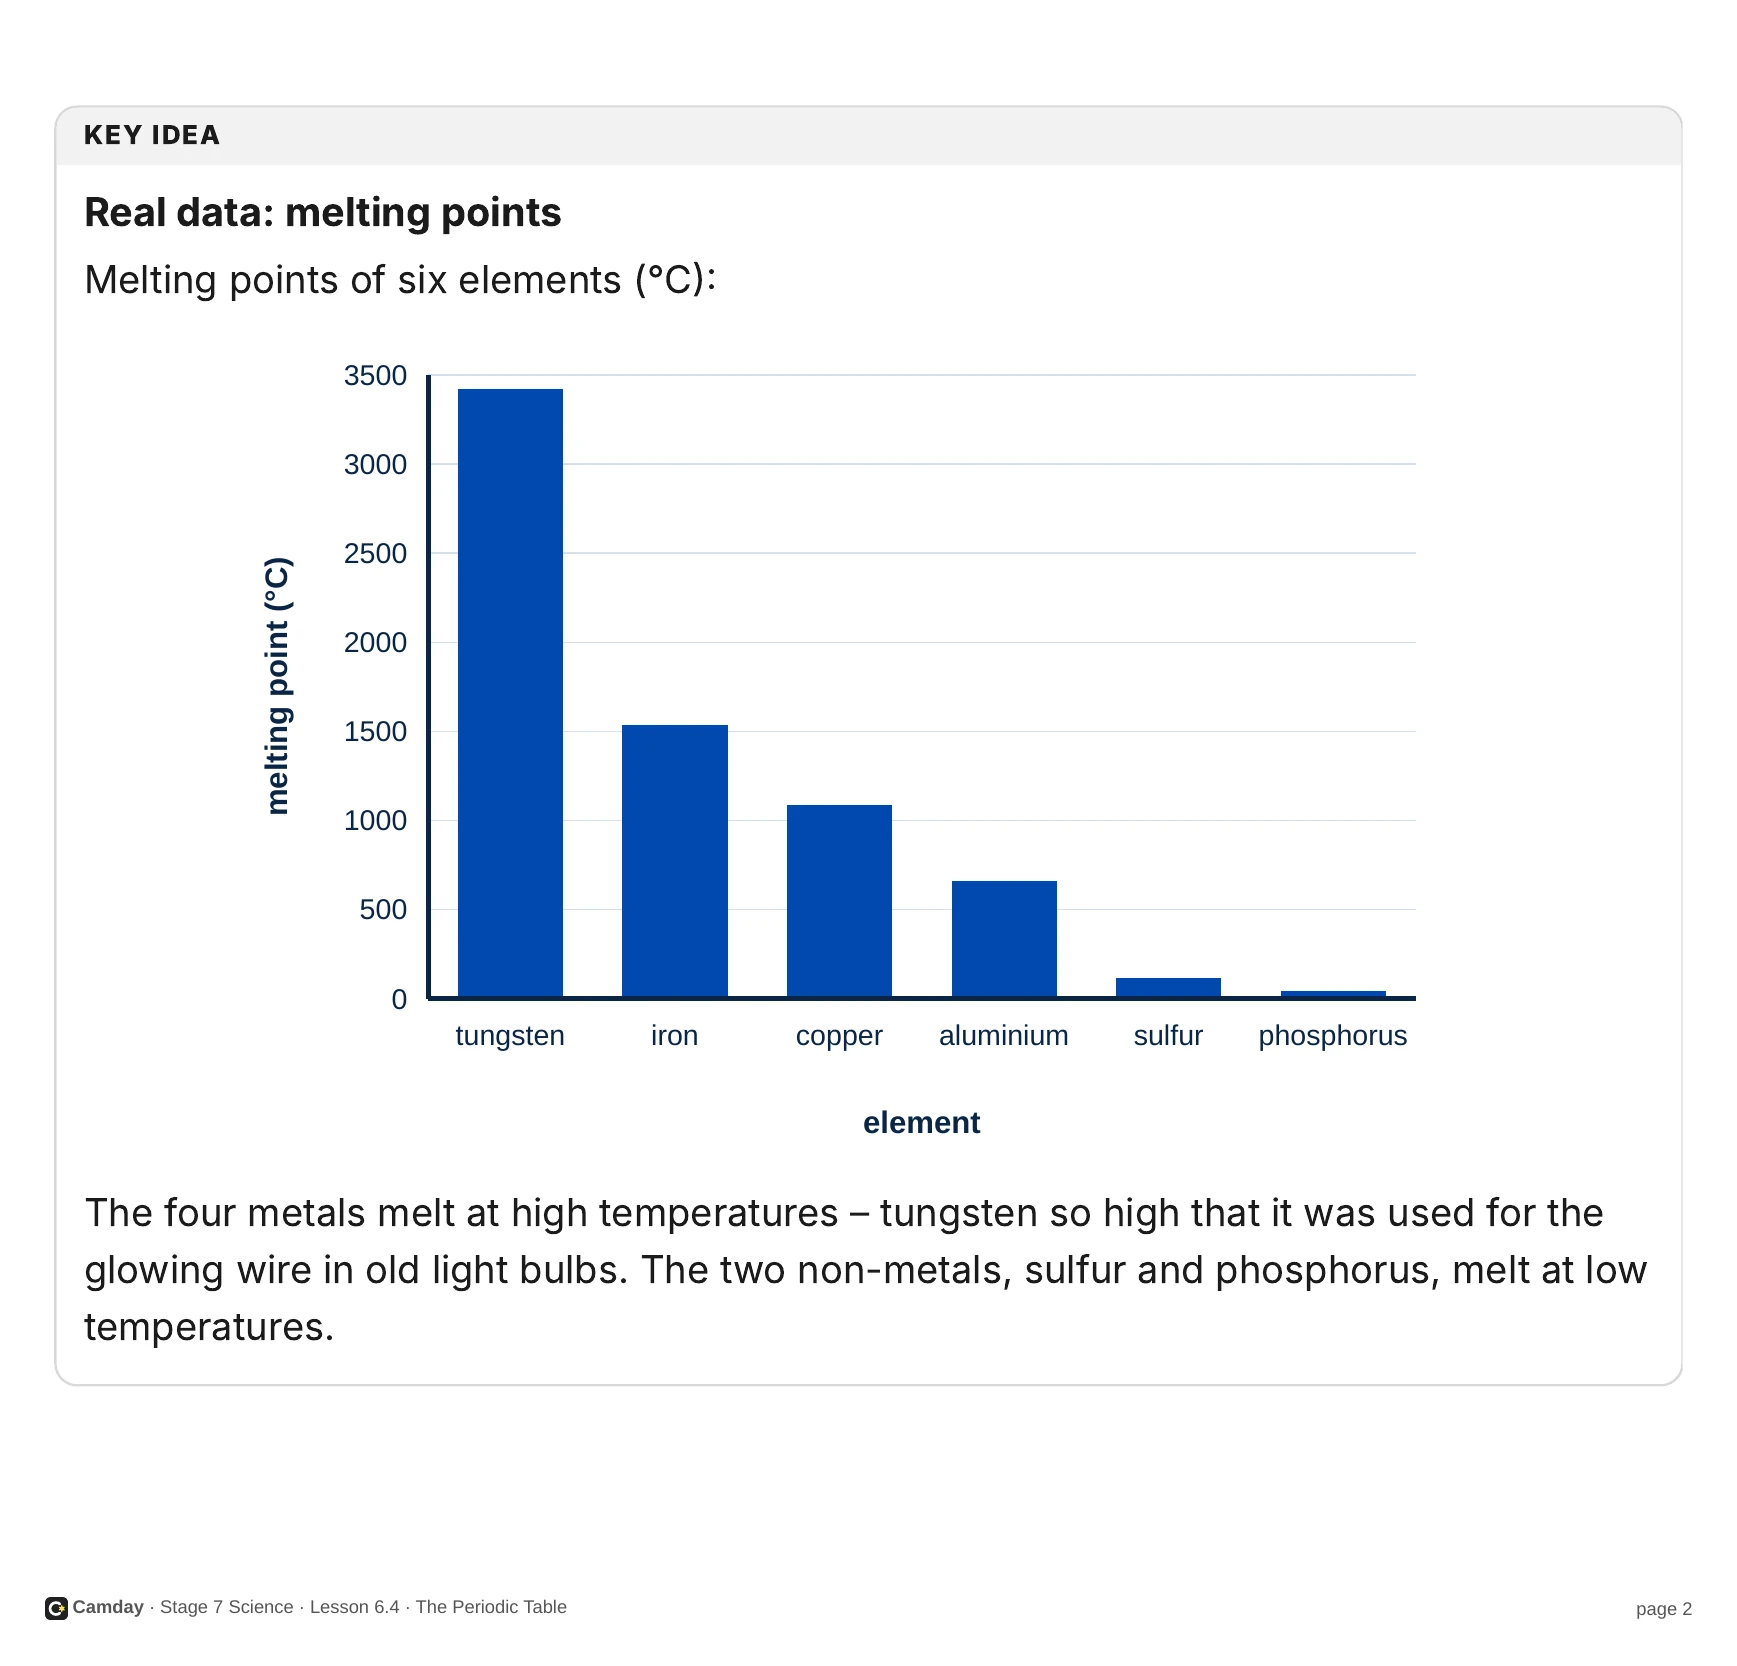 KEY IDEA
Real data: melting points
Melting points of six elements (°C):
3500
3000
2500
2000
1500
1000
500
0
melting point (°C)
tungsten iron copper aluminium sulfur phosphorus
element
The four metals melt at high temperatures – tungsten so high that it was used for the
glowing wire in old light bulbs. The two non-metals, sulfur and phosphorus, melt at low
temperatures.
Camday · Stage 7 Science · Lesson 6.4 · The Periodic Table
page 2